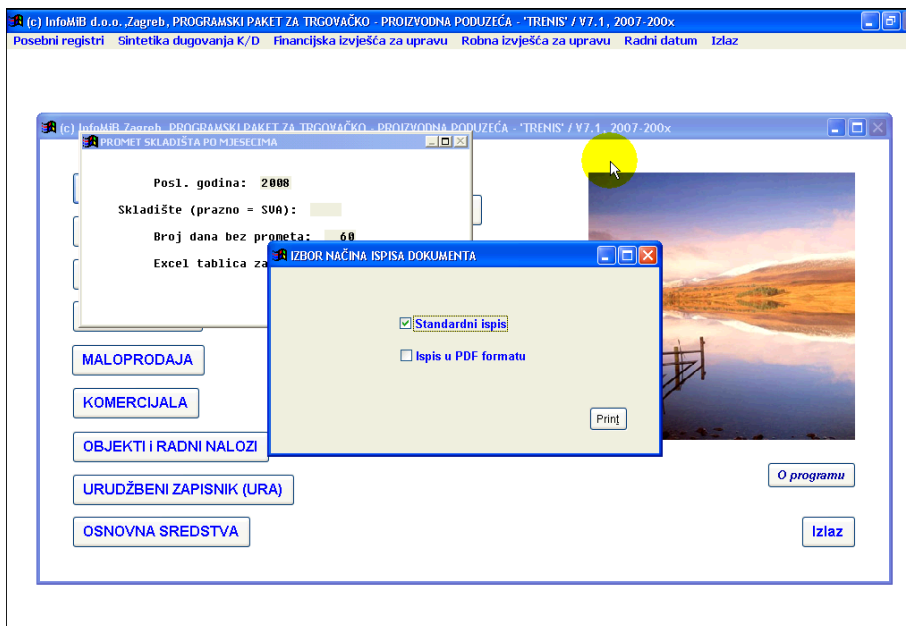 (c) InfoMiB d.o.o. ,Zagreb, PROGRAMSKI PAKET ZA TRGOVAČKO - PROIZVODNA PODUZEĆA - 'TRENIS' / V7.1, 2007-200x
Posebni registri Sintetika dugovanja K/D Financijska izvješća za upravu Robna izvješća za upravu Radni datum Izlaz
(c) InfoMiB Zagreb, PROGRAMSKI PAKET ZA TRGOVAČKO - PROIZVODNA PODUZEĆA - 'TRENIS' / V7.1, 2007-200x
PROMET SKLADIŠTA PO MJESECIMA
Posl. godina: 2008
Skladište (prazno = SVA):
Broj dana bez prometa: 60
Excel tablica za
IZBOR NAČINA ISPISA DOKUMENTA
Standardni ispis
Ispis u PDF formatu
Print
MALOPRODAJA
KOMERCIJALA
OBJEKTI i RADNI NALOZI
URUDŽBENI ZAPISNIK (URA)
OSNOVNA SREDSTVA
O programu
Izlaz